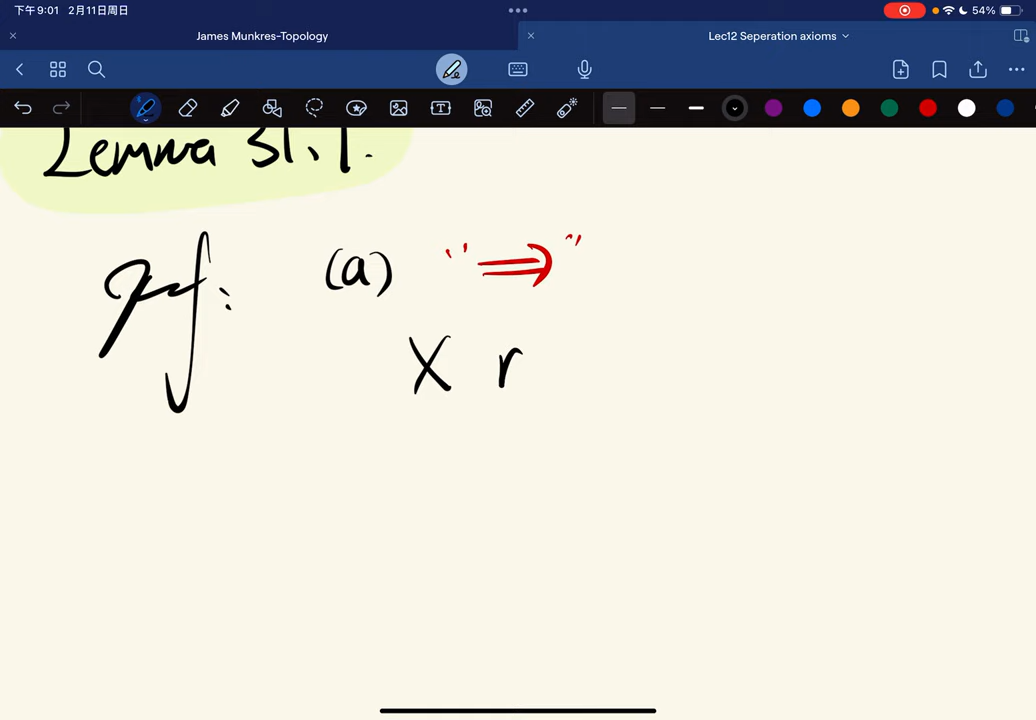 下午9:01 2月11日周日
54%
James Munkres-Topology
Lec12 Seperation axioms
Lemma 31.1.
pf: (a) "⇒"
X r